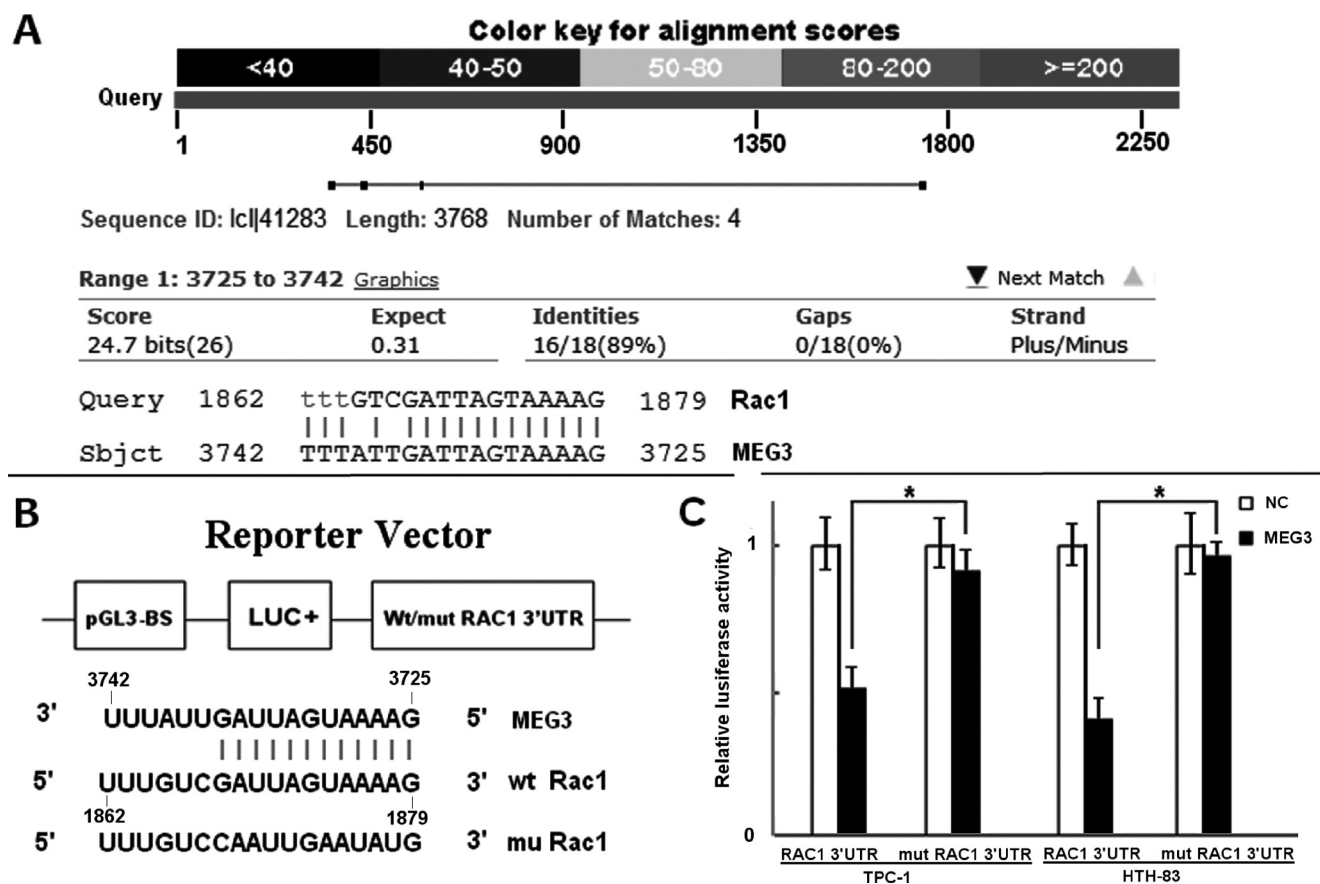 A
Color key for alignment scores
<40 40-50 50-80 80-200 >=200
Query
1 450 900 1350 1800 2250
Sequence ID: lcl|41283 Length: 3768 Number of Matches: 4
Range 1: 3725 to 3742 Graphics Next Match
Score Expect Identities Gaps Strand
24.7 bits(26) 0.31 16/18(89%) 0/18(0%) Plus/Minus
Query 1862 tttGTCGATTAGTAAAAG 1879 Rac1
Sbjct 3742 TTTATTGATTAGTAAAAG 3725 MEG3
B
Reporter Vector
pGL3-BS LUC+ Wt/mut RAC1 3'UTR
3742 3725
3' UUUAUUGAUUAGUAAAAG 5' MEG3
5' UUUGUCGAUUAGUAAAAG 3' wt Rac1
1862 1879
5' UUUGUCCAAUUGAAUAUG 3' mu Rac1
C
* *
NC
MEG3
Relative lusiferase activity
1
0
RAC1 3'UTR mut RAC1 3'UTR RAC1 3'UTR mut RAC1 3'UTR
TPC-1 HTH-83